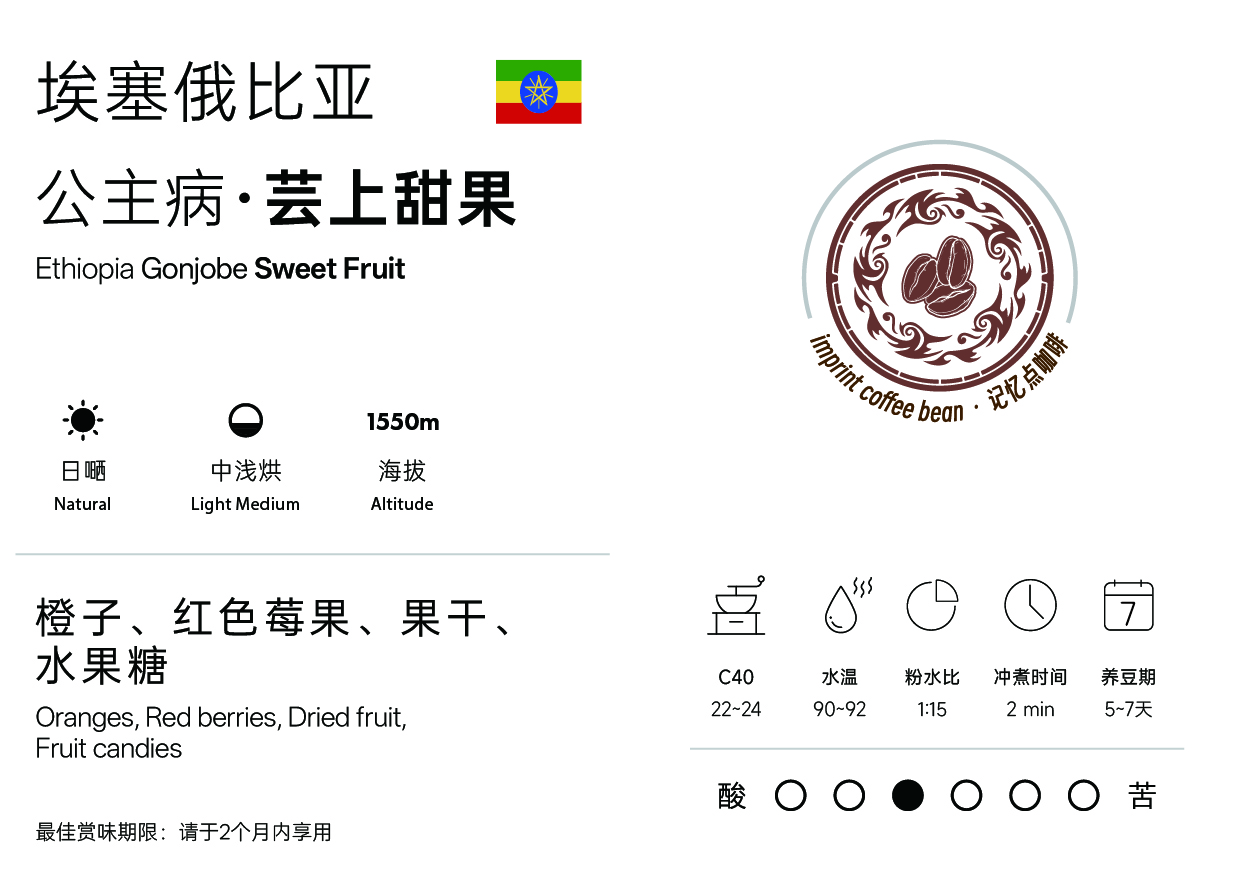 埃塞俄比亚
公主病·芸上甜果
Ethiopia Gonjobe Sweet Fruit
日晒
Natural
中浅烘
Light Medium
1550m
海拔
Altitude
橙子、红色莓果、果干、
水果糖
Oranges, Red berries, Dried fruit,
Fruit candies
最佳赏味期限：请于2个月内享用
imprint coffee bean · 记忆点咖啡
7
C40
22~24
水温
90~92
粉水比
1:15
冲煮时间
2 min
养豆期
5~7天
酸
苦